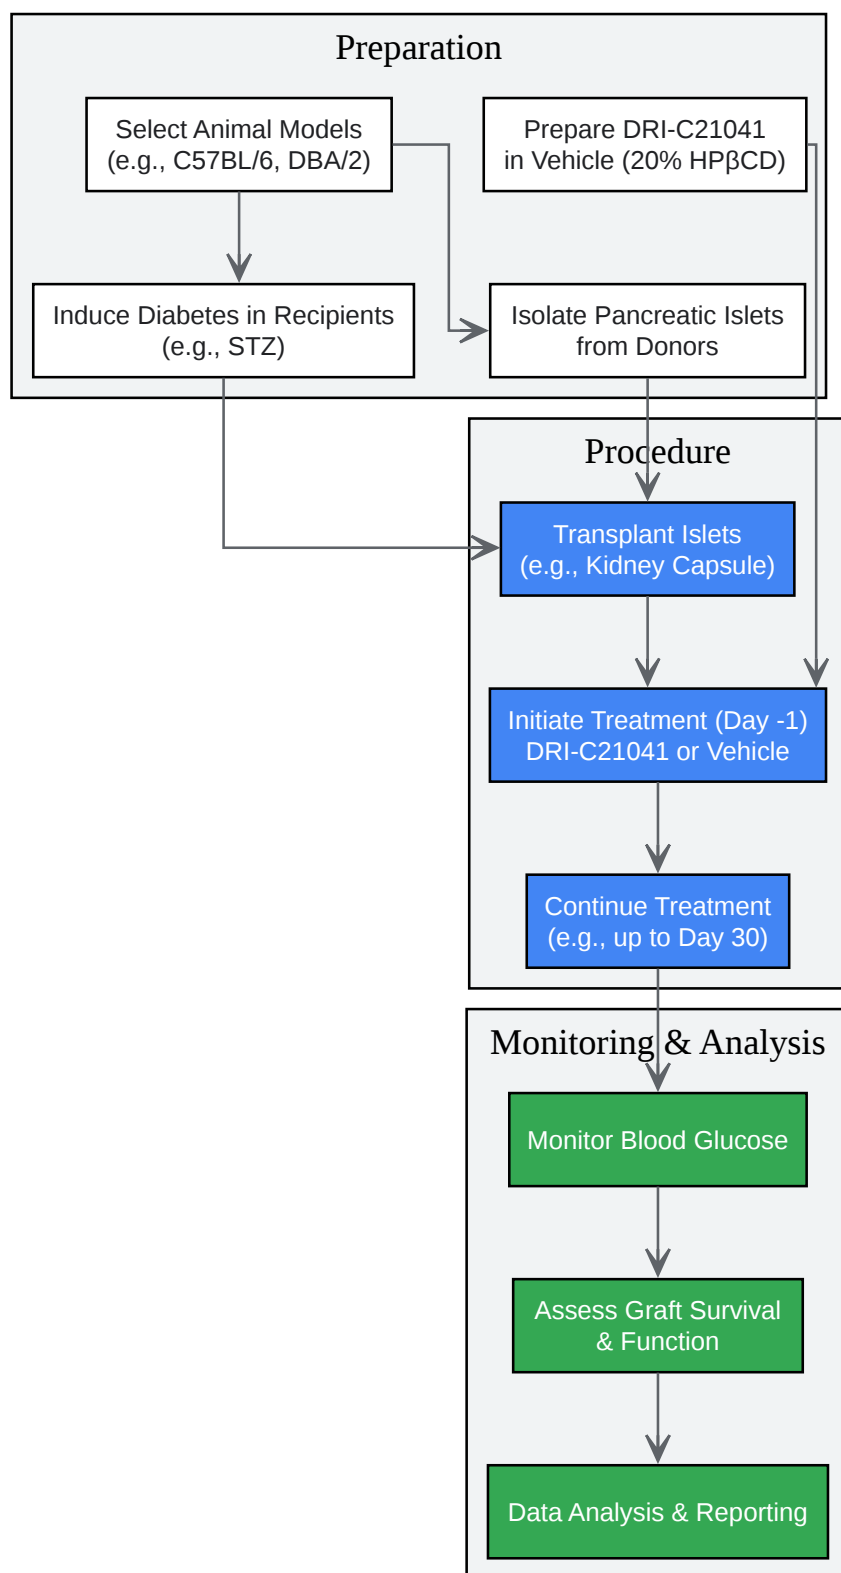 Preparation
Select Animal Models
(e.g., C57BL/6, DBA/2)
Prepare DRI-C21041
in Vehicle (20% HPβCD)
Induce Diabetes in Recipients
(e.g., STZ)
Isolate Pancreatic Islets
from Donors
Procedure
Transplant Islets
(e.g., Kidney Capsule)
Initiate Treatment (Day -1)
DRI-C21041 or Vehicle
Continue Treatment
(e.g., up to Day 30)
Monitoring & Analysis
Monitor Blood Glucose
Assess Graft Survival
& Function
Data Analysis & Reporting